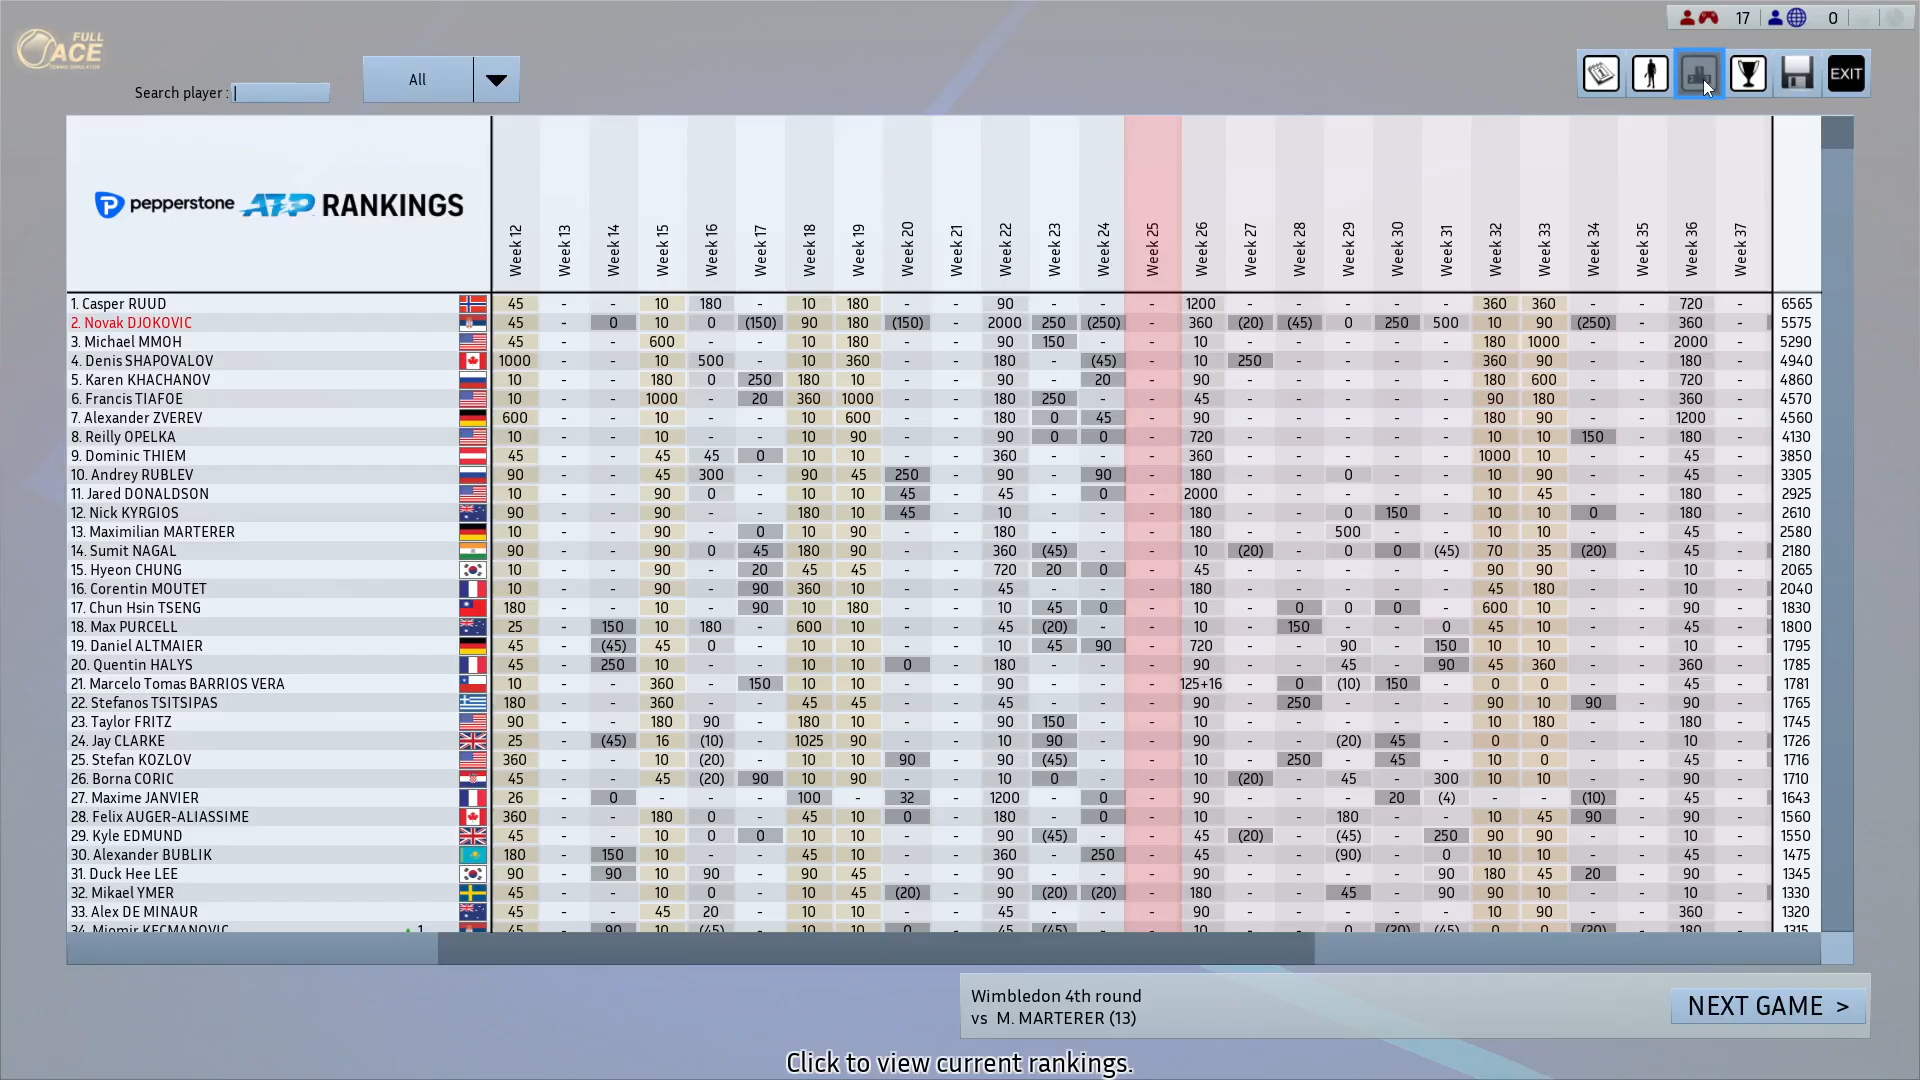 FULL
ACE
17 0
Search player : All
EXIT
pepperstone ATP RANKINGS
Week 12 Week 13 Week 14 Week 15 Week 16 Week 17 Week 18 Week 19 Week 20 Week 21 Week 22 Week 23 Week 24 Week 25 Week 26 Week 27 Week 28 Week 29 Week 30 Week 31 Week 32 Week 33 Week 34 Week 35 Week 36 Week 37
1. Casper RUUD 45 - - 10 180 - 10 180 - - 90 - - - 1200 - - - - - 360 360 - - 720 - 6565
2. Novak DJOKOVIC 45 - 0 10 0 (150) 90 180 (150) - 2000 250 (250) - 360 (20) (45) 0 250 500 10 90 (250) - 360 - 5575
3. Michael MMOH 45 - - 600 - - 10 180 - - 90 150 - - 10 - - - - - 180 1000 - - 2000 - 5290
4. Denis SHAPOVALOV 1000 - - 10 500 - 10 360 - - 180 - (45) - 10 250 - - - - 360 90 - - 180 - 4940
5. Karen KHACHANOV 10 - - 180 0 250 180 10 - - 90 - 20 - 90 - - - - - 180 600 - - 720 - 4860
6. Francis TIAFOE 10 - - 1000 - 20 360 1000 - - 180 250 - - 45 - - - - - 90 180 - - 360 - 4570
7. Alexander ZVEREV 600 - - 10 - - 10 600 - - 180 0 45 - 90 - - - - - 180 90 - - 1200 - 4560
8. Reilly OPELKA 10 - - 10 - - 10 90 - - 90 0 0 - 720 - - - - - 10 10 150 - 180 - 4130
9. Dominic THIEM 45 - - 45 45 0 10 10 - - 360 - - - 360 - - - - - 1000 10 - - 45 - 3850
10. Andrey RUBLEV 90 - - 45 300 - 90 45 250 - 90 - 90 - 180 - - 0 - - 10 90 - - 45 - 3305
11. Jared DONALDSON 10 - - 90 0 - 10 10 45 - 45 - 0 - 2000 - - - - - 10 45 - - 180 - 2925
12. Nick KYRGIOS 90 - - 90 - - 180 10 45 - 10 - - - 180 - - 0 150 - 10 10 0 - 180 - 2610
13. Maximilian MARTERER 10 - - 90 - 0 10 90 - - 180 - - - 180 - - 500 - - 10 10 - - 45 - 2580
14. Sumit NAGAL 90 - - 90 0 45 180 90 - - 360 (45) - - 10 (20) - 0 0 (45) 70 35 (20) - 45 - 2180
15. Hyeon CHUNG 10 - - 90 - 20 45 45 - - 720 20 0 - 45 - - - - - 90 90 - - 10 - 2065
16. Corentin MOUTET 10 - - 90 - 90 360 10 - - 45 - - - 180 - - - - - 45 180 - - 10 - 2040
17. Chun Hsin TSENG 180 - - 10 - 90 10 180 - - 10 45 0 - 10 - 0 0 0 - 600 10 - - 90 - 1830
18. Max PURCELL 25 - 150 10 180 - 600 10 - - 45 (20) - - 10 - 150 - - 0 45 10 - - 45 - 1800
19. Daniel ALTMAIER 45 - (45) 45 0 - 10 10 - - 10 45 90 - 720 - - 90 - 150 10 10 - - 10 - 1795
20. Quentin HALYS 45 - 250 10 - - 10 10 0 - 180 - - - 90 - - 45 - 90 45 360 - - 360 - 1785
21. Marcelo Tomas BARRIOS VERA 10 - - 360 - 150 10 10 - - 90 - - - 125+16 - 0 (10) 150 - 0 0 - - 45 - 1781
22. Stefanos TSITSIPAS 180 - - 360 - - 45 45 - - 45 - - - 90 - 250 - - - 90 10 90 - 90 - 1765
23. Taylor FRITZ 90 - - 180 90 - 180 10 - - 90 150 - - 10 - - - - - 10 180 - - 180 - 1745
24. Jay CLARKE 25 - (45) 16 (10) - 1025 90 - - 10 90 - - 90 - - (20) 45 - 0 0 - - 10 - 1726
25. Stefan KOZLOV 360 - - 10 (20) - 10 10 90 - 90 (45) - - 10 - 250 - 45 - 10 0 - - 10 - 1716
26. Borna CORIC 45 - - 45 (20) 90 10 90 - - 10 0 - - 10 (20) - 45 - 300 10 10 - - 90 - 1710
27. Maxime JANVIER 26 - 0 - - - 100 - 32 - 1200 - 0 - 90 - - - 20 (4) - - (10) - 45 - 1643
28. Felix AUGER-ALIASSIME 360 - - 180 0 - 45 10 0 - 180 - 0 - 10 - - 180 - - 10 45 90 - 90 - 1560
29. Kyle EDMUND 45 - - 45 0 0 10 10 - - 90 (45) - - 45 (20) - (45) - 250 90 90 - - 10 - 1550
30. Alexander BUBLIK 180 - 150 10 - - 45 10 - - 360 - 250 - 45 - - (90) - 0 10 10 - - 45 - 1475
31. Duck Hee LEE 90 - 90 10 90 - 90 45 - - 90 - - - 90 - - - - 90 180 45 20 - 10 - 1345
32. Mikael YMER 45 - - 10 0 - 10 45 (20) - 90 (20) (20) - 180 - - 45 - 90 90 10 - - 10 - 1330
33. Alex DE MINAUR 45 - - 45 20 - 10 10 - - 45 - - - 90 - - - - - 10 90 - - 360 - 1320
34. Miomir KECMANOVIC 1 45 - 90 10 (45) - 10 10 0 - 45 (45) - - 10 - - 0 (20) (45) 0 0 (20) - 180 - 1315
Wimbledon 4th round
vs M. MARTERER (13)
NEXT GAME >
Click to view current rankings.